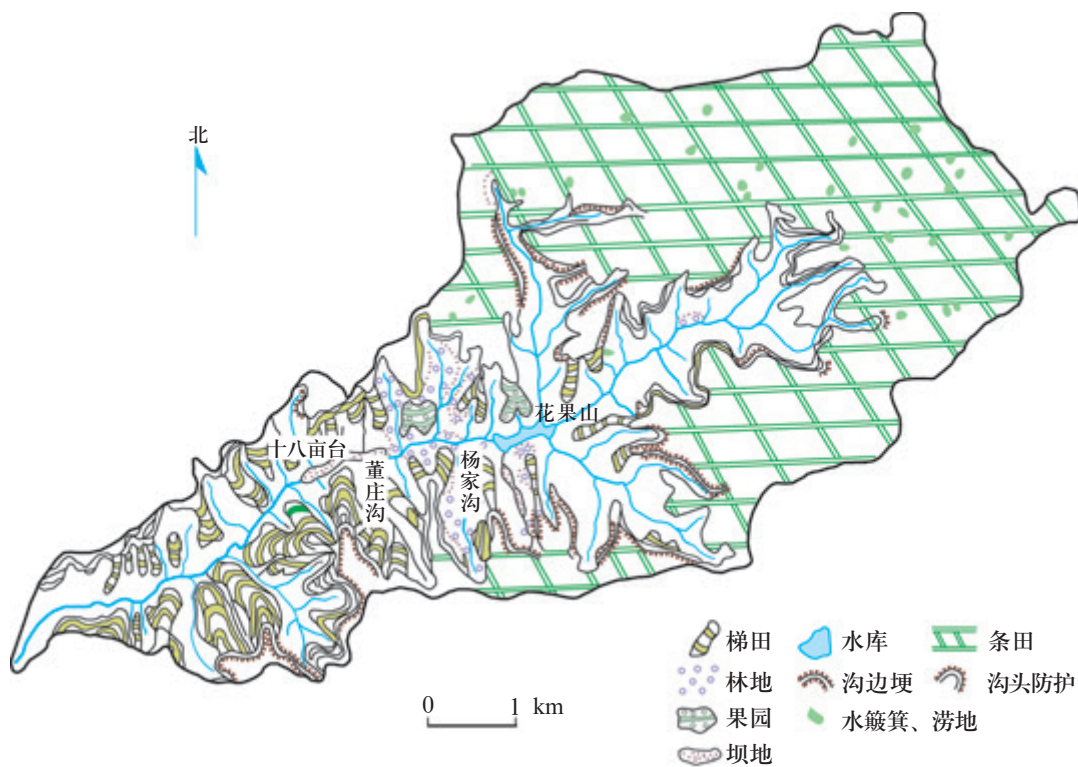 北
花果山
十八亩台
董庄沟
杨家沟
梯田
水库
条田
林地
沟边埂
沟头防护
果园
水簸箕、涝地
坝地
0 1 km